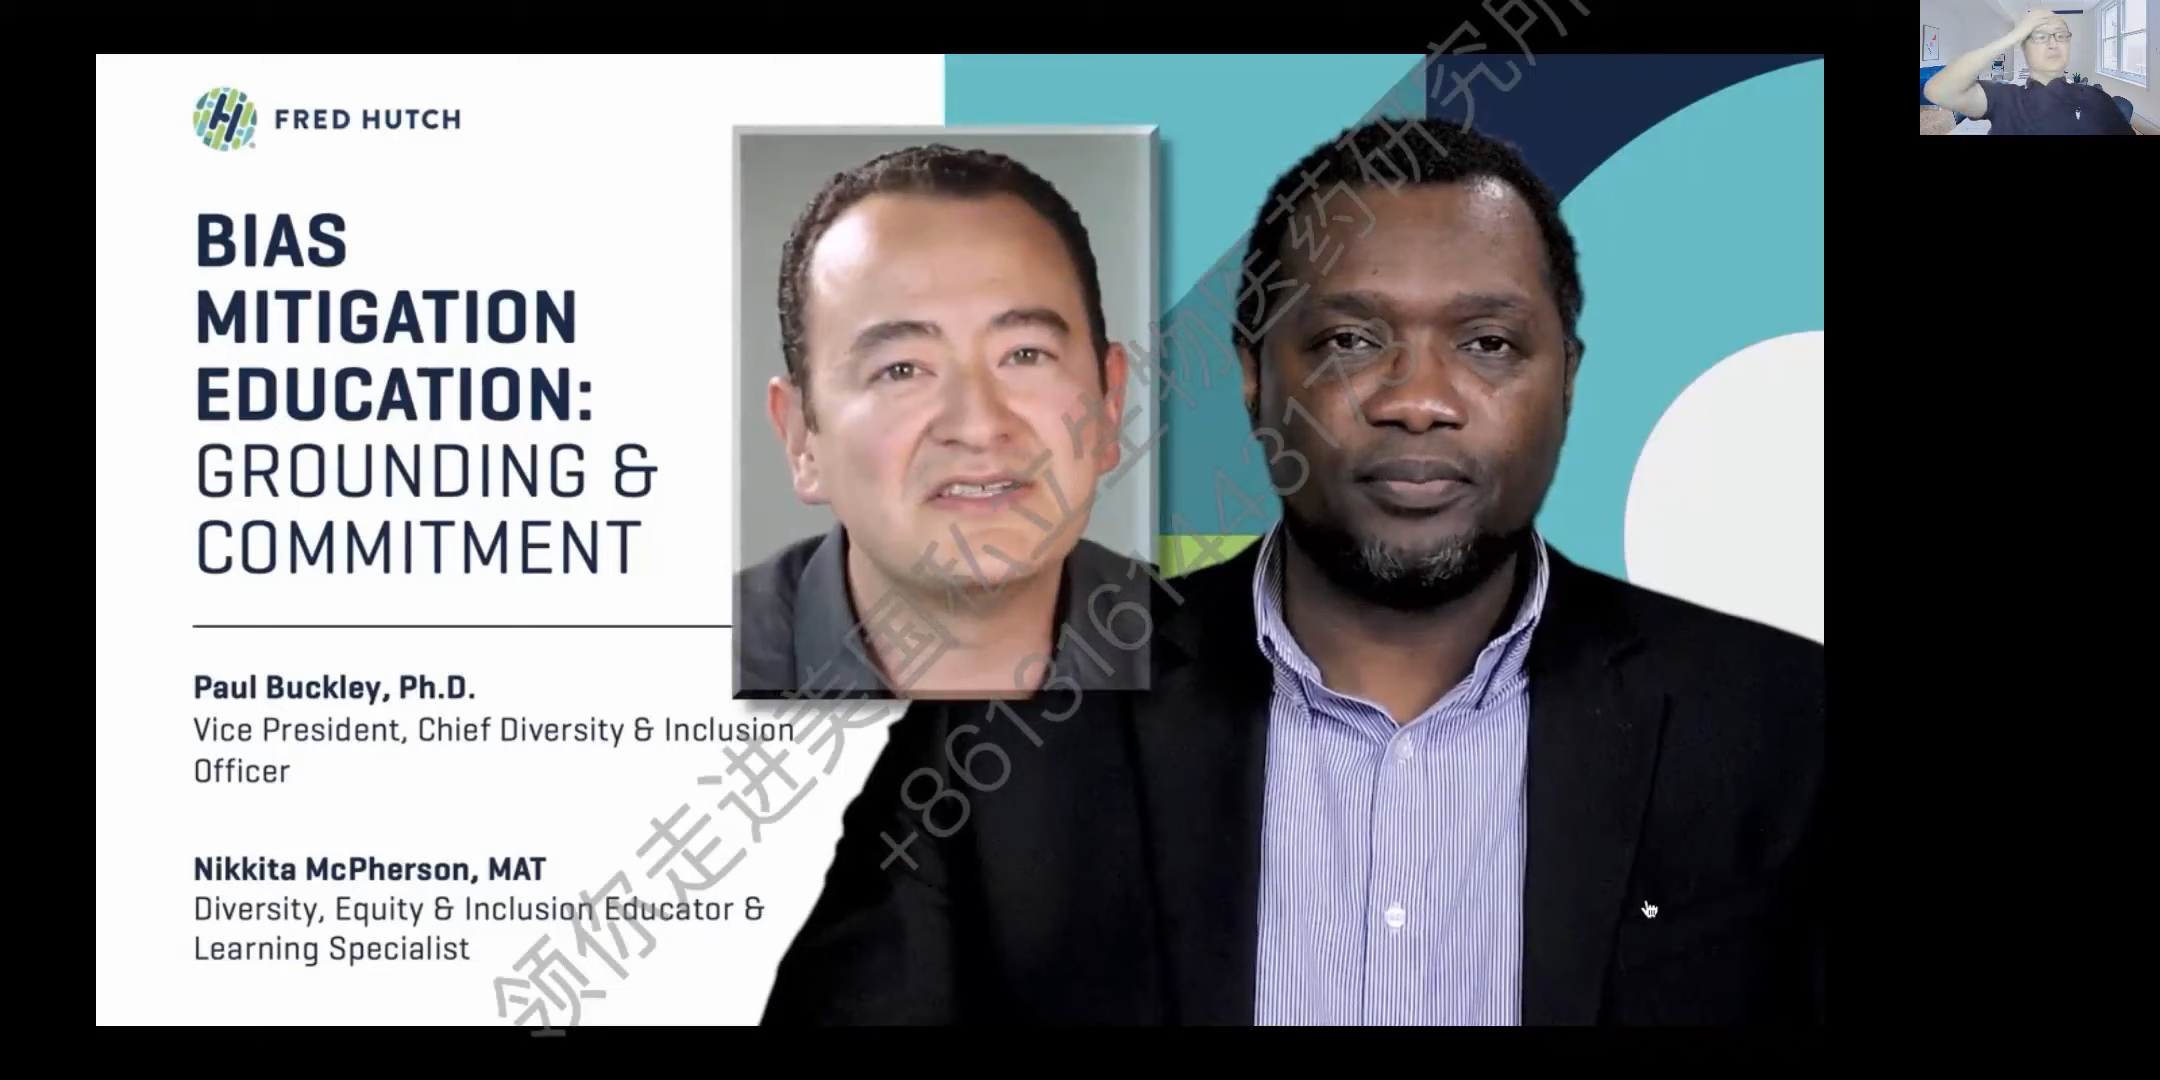 FRED HUTCH
BIAS
MITIGATION
EDUCATION:
GROUNDING &
COMMITMENT
Paul Buckley, Ph.D.
Vice President, Chief Diversity & Inclusion
Officer
Nikkita McPherson, MAT
Diversity, Equity & Inclusion Educator &
Learning Specialist
领你走进美国私立生物医药研究所